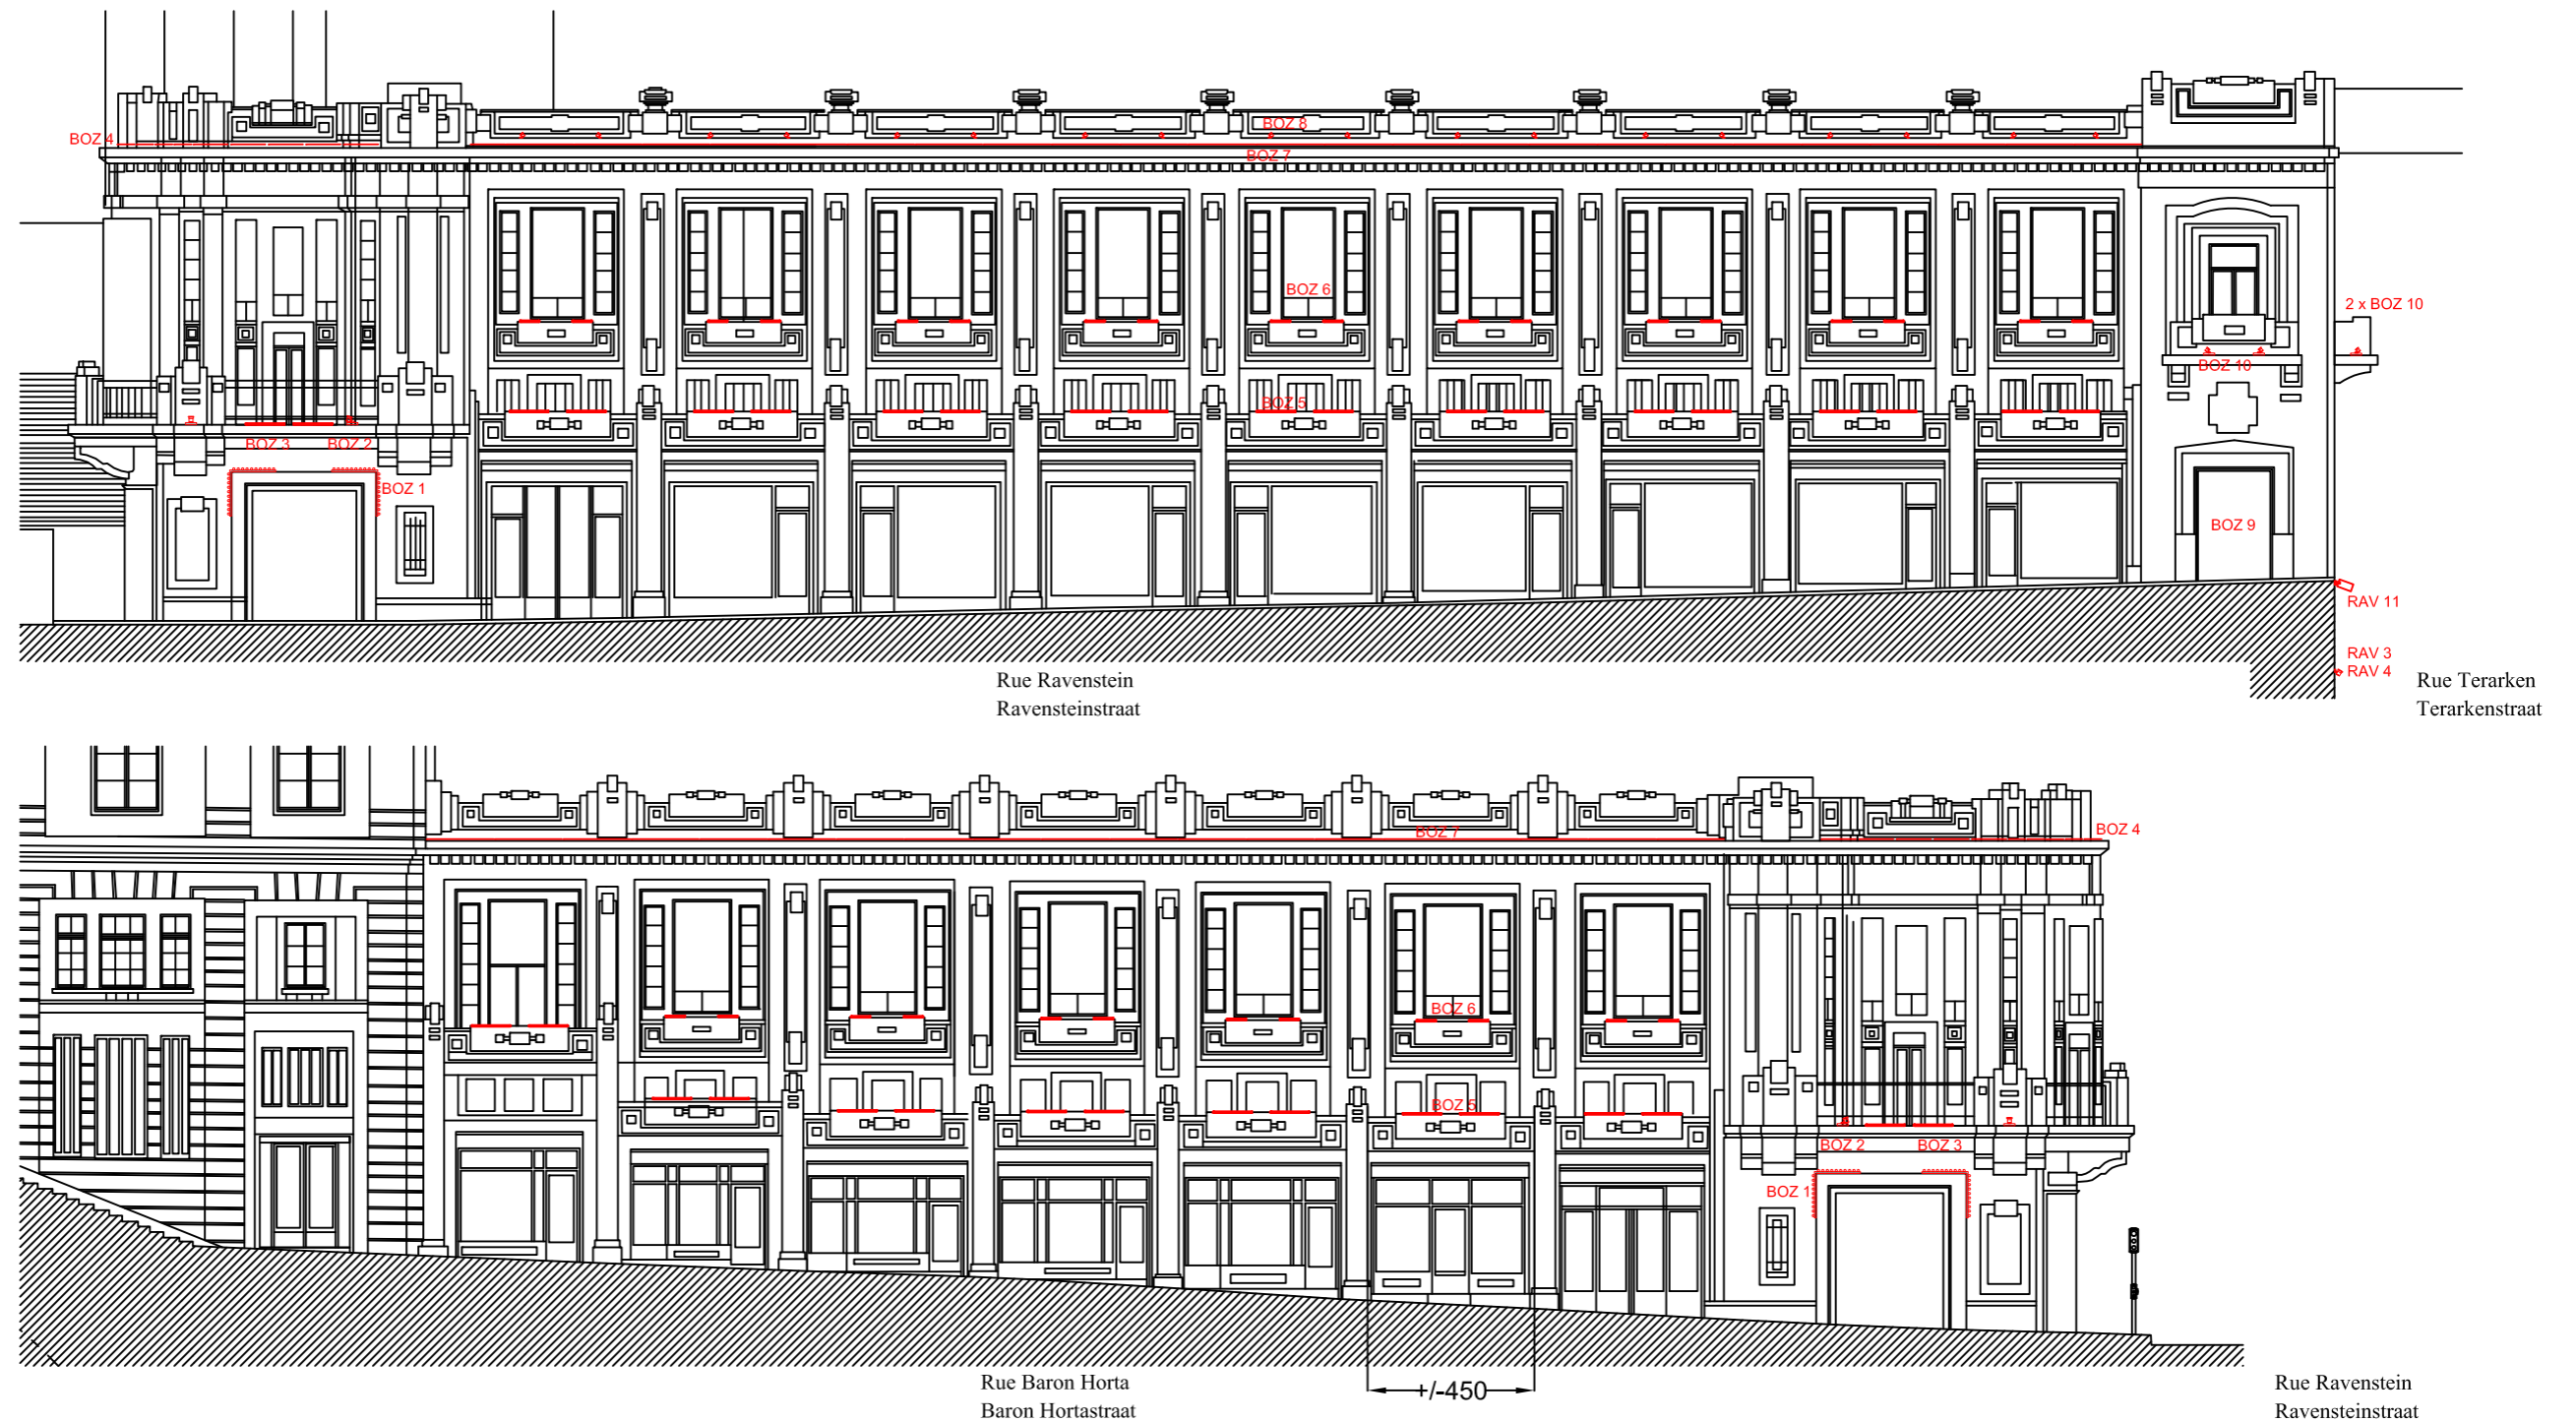 BOZ 8
BOZ 4
BOZ 7
BOZ 6
2 x BOZ 10
BOZ 10
BOZ 5
BOZ 3
BOZ 2
BOZ 1
BOZ 9
RAV 11
RAV 3
RAV 4
Rue Ravenstein
Ravensteinstraat
Rue Terarken
Terarkenstraat
BOZ 7
BOZ 4
BOZ 6
BOZ 5
BOZ 2
BOZ 3
BOZ 1
+/-450
Rue Baron Horta
Baron Hortastraat
Rue Ravenstein
Ravensteinstraat